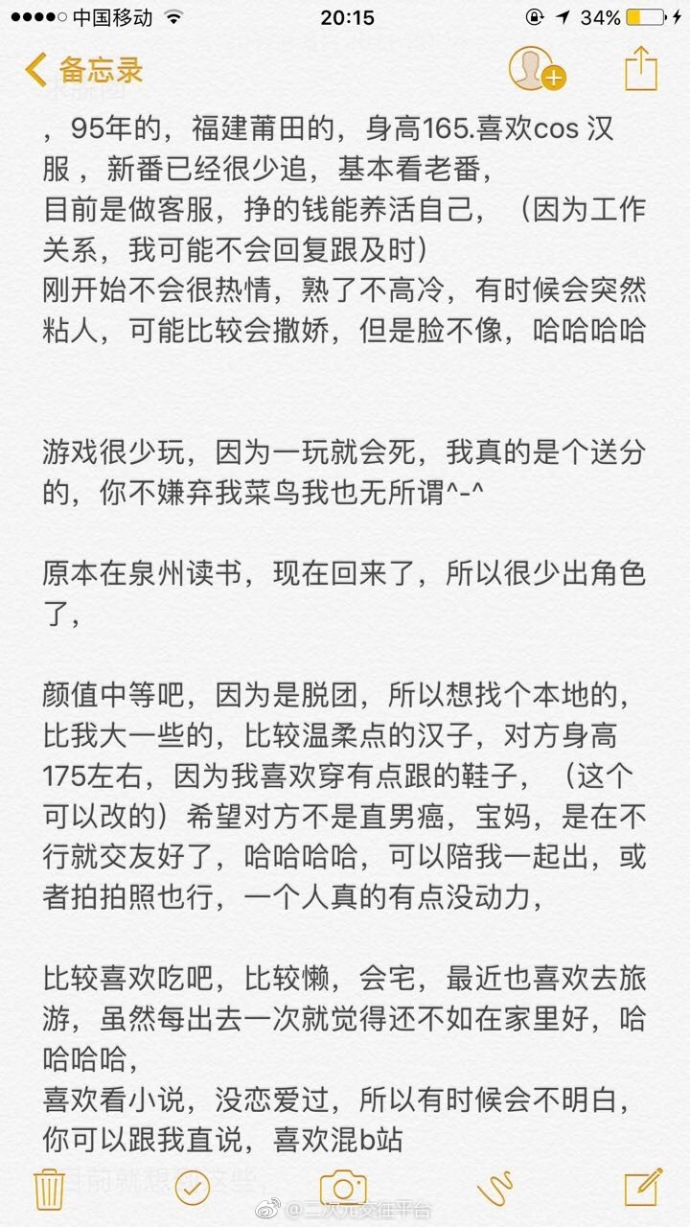 中国移动 20:15 34%
备忘录
，95年的，福建莆田的，身高165.喜欢cos 汉
服 ，新番已经很少追，基本看老番，
目前是做客服，挣的钱能养活自己，（因为工作
关系，我可能不会回复跟及时）
刚开始不会很热情，熟了不高冷，有时候会突然
粘人，可能比较会撒娇，但是脸不像，哈哈哈哈
游戏很少玩，因为一玩就会死，我真的是个送分
的，你不嫌弃我菜鸟我也无所谓^-^
原本在泉州读书，现在回来了，所以很少出角色
了，
颜值中等吧，因为是脱团，所以想找个本地的，
比我大一些的，比较温柔点的汉子，对方身高
175左右，因为我喜欢穿有点跟的鞋子，（这个
可以改的）希望对方不是直男癌，宝妈，是在不
行就交友好了，哈哈哈哈，可以陪我一起出，或
者拍拍照也行，一个人真的有点没动力，
比较喜欢吃吧，比较懒，会宅，最近也喜欢去旅
游，虽然每出去一次就觉得还不如在家里好，哈
哈哈哈，
喜欢看小说，没恋爱过，所以有时候会不明白，
你可以跟我直说，喜欢混b站
@二次元交往平台